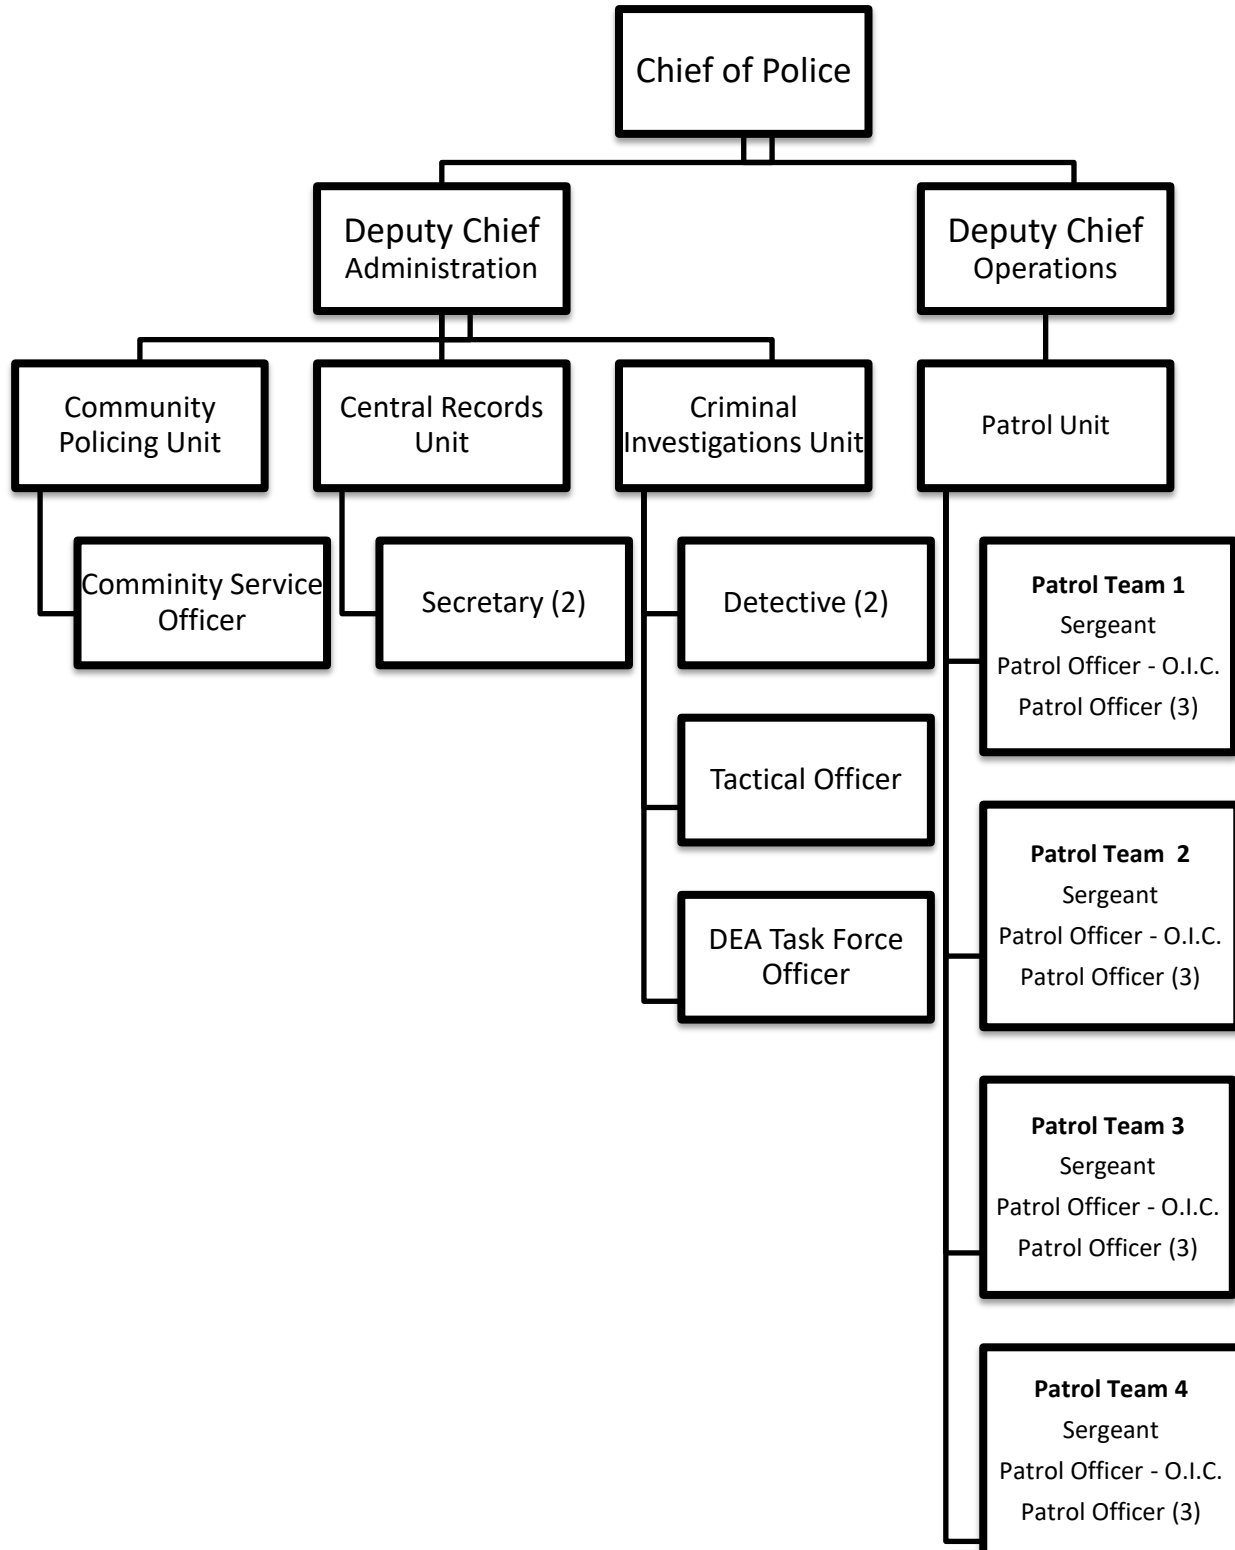 Chief of Police
Deputy Chief
Administration
Deputy Chief
Operations
Community
Policing Unit
Central Records
Unit
Criminal
Investigations Unit
Patrol Unit
Comminity Service
Officer
Secretary (2)
Detective (2)
Tactical Officer
DEA Task Force
Officer
Patrol Team 1
Sergeant
Patrol Officer - O.I.C.
Patrol Officer (3)
Patrol Team  2
Sergeant
Patrol Officer - O.I.C.
Patrol Officer (3)
Patrol Team 3
Sergeant
Patrol Officer - O.I.C.
Patrol Officer (3)
Patrol Team 4
Sergeant
Patrol Officer - O.I.C.
Patrol Officer (3)